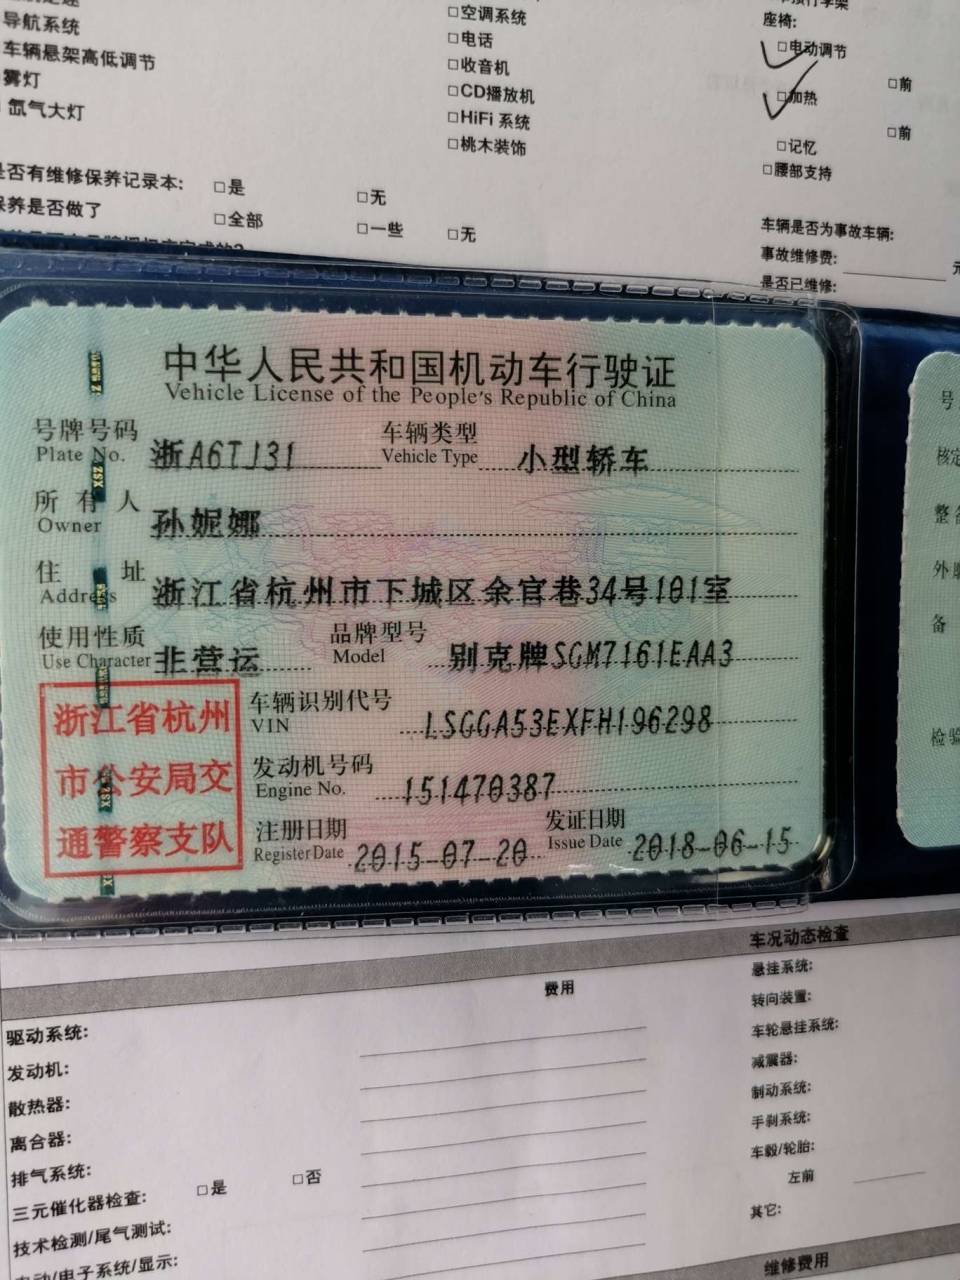 导航系统
车辆悬架高低调节
雾灯
氙气大灯
□空调系统
□电话
□收音机
□CD播放机
□HiFi 系统
□桃木装饰
座椅:
□电动调节
□前
□加热
□前
□记忆
□腰部支持
是否有维修保养记录本: □是 □无
保养是否做了 □全部 □一些 □无
车辆是否为事故车辆:
事故维修费:
是否已维修:
中华人民共和国机动车行驶证
Vehicle License of the People's Republic of China
号牌号码 浙A6TJ31 车辆类型 小型轿车
Plate No. Vehicle Type
所有人 孙妮娜
Owner
住址 浙江省杭州市下城区余官巷34号101室
Address
使用性质 非营运 品牌型号 别克牌SGM7161EAA3
Use Character Model
浙江省杭州
市公安局交
通警察支队
车辆识别代号 LSGGA53EXFH196298
VIN
发动机号码 151470387
Engine No.
注册日期 2015-07-20 发证日期 2018-06-15
Register Date Issue Date
号
核定
整备
备
检验
车况动态检查
费用
驱动系统:
发动机:
散热器:
离合器:
排气系统:
三元催化器检查: □是 □否
技术检测/尾气测试:
电动/电子系统/显示:
悬挂系统:
转向装置:
车轮悬挂系统:
减震器:
制动系统:
手刹系统:
车毂/轮胎:
左前
其它:
维修费用